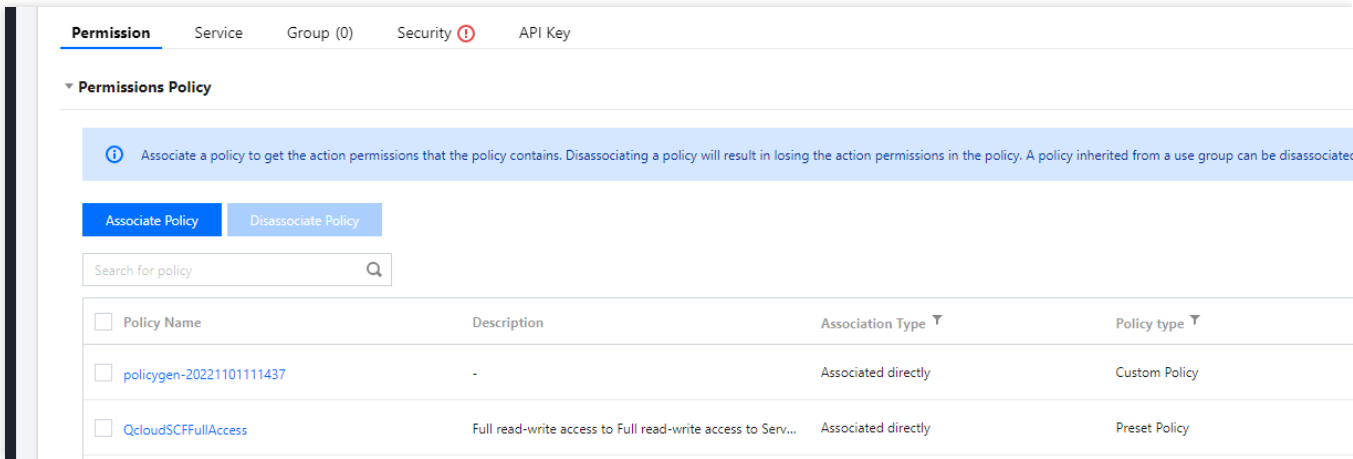 Permission Service Group (0) Security API Key
Permissions Policy
Associate a policy to get the action permissions that the policy contains. Disassociating a policy will result in losing the action permissions in the policy. A policy inherited from a use group can be disassociated
Associate Policy Disassociate Policy
Search for policy
Policy Name Description Association Type Policy type
policygen-20221101111437 - Associated directly Custom Policy
QcloudSCFFullAccess Full read-write access to Full read-write access to Serv... Associated directly Preset Policy